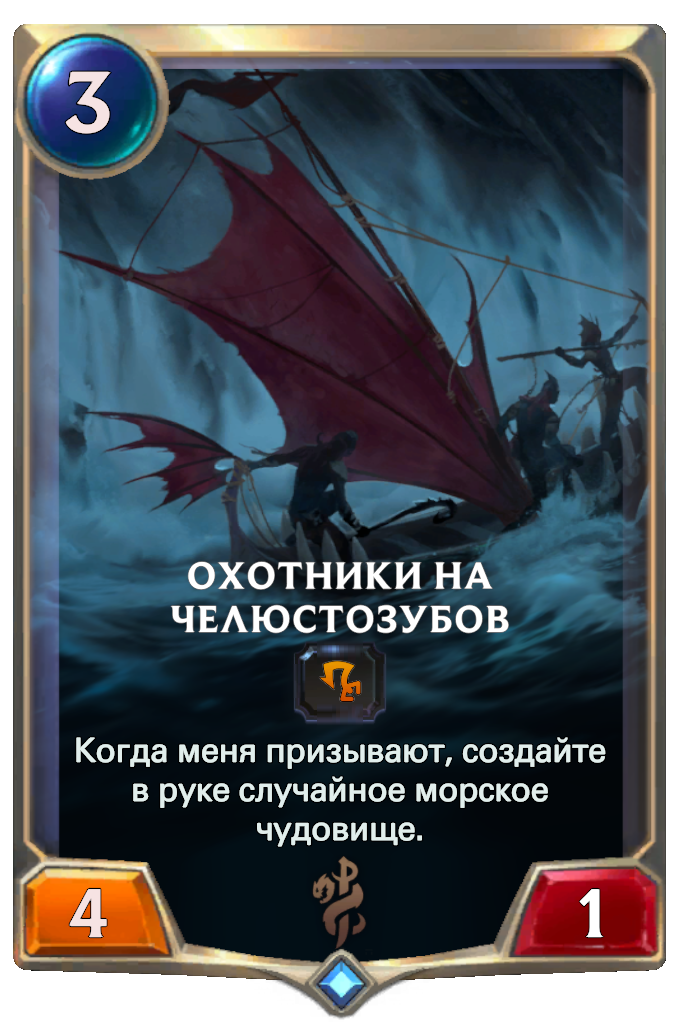 3
ОХОТНИКИ НА
ЧЕЛЮСТОЗУБОВ
Когда меня призывают, создайте
в руке случайное морское
чудовище.
4
1